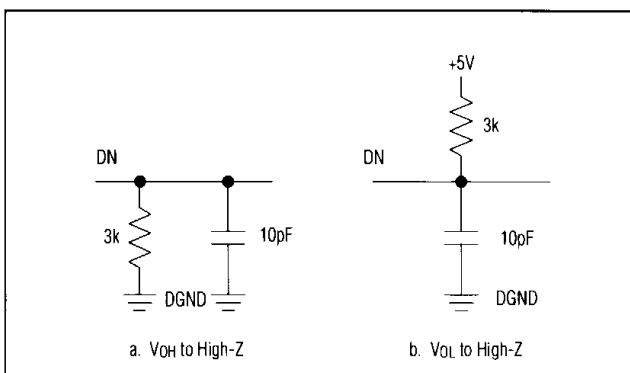 +5V
3k
DN
DN
3k
10pF
10pF
DGND
DGND
a. VOH to High-Z
b. VOL to High-Z